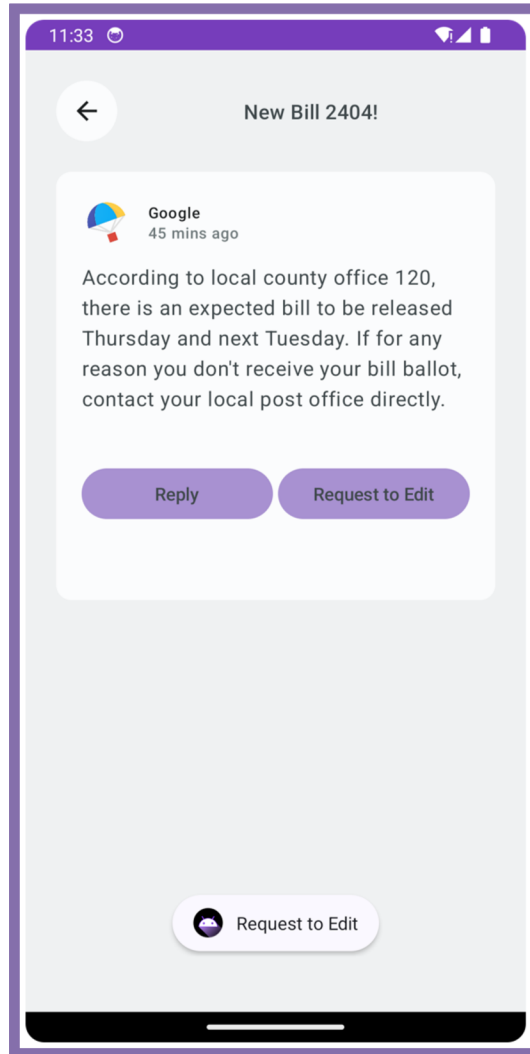 11:33
New Bill 2404!
Google
45 mins ago
According to local county office 120,
there is an expected bill to be released
Thursday and next Tuesday. If for any
reason you don't receive your bill ballot,
contact your local post office directly.
Reply
Request to Edit
Request to Edit